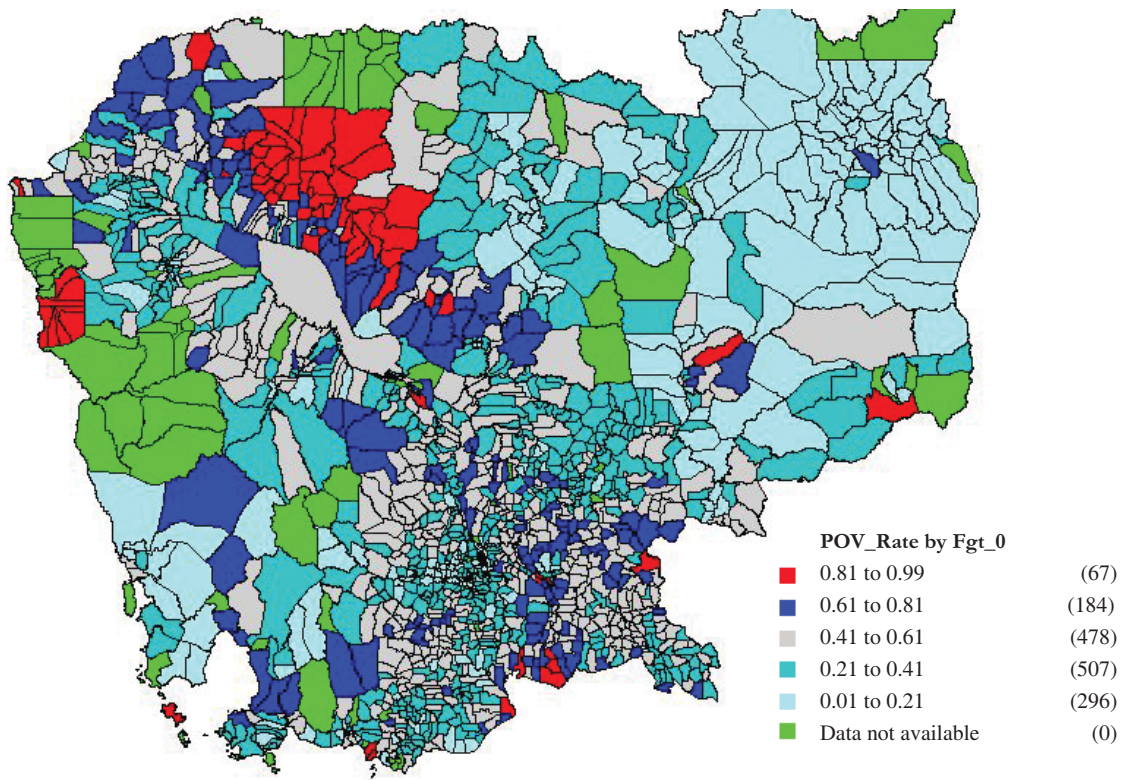 POV_Rate by Fgt_0
0.81 to 0.99 (67)
0.61 to 0.81 (184)
0.41 to 0.61 (478)
0.21 to 0.41 (507)
0.01 to 0.21 (296)
Data not available (0)